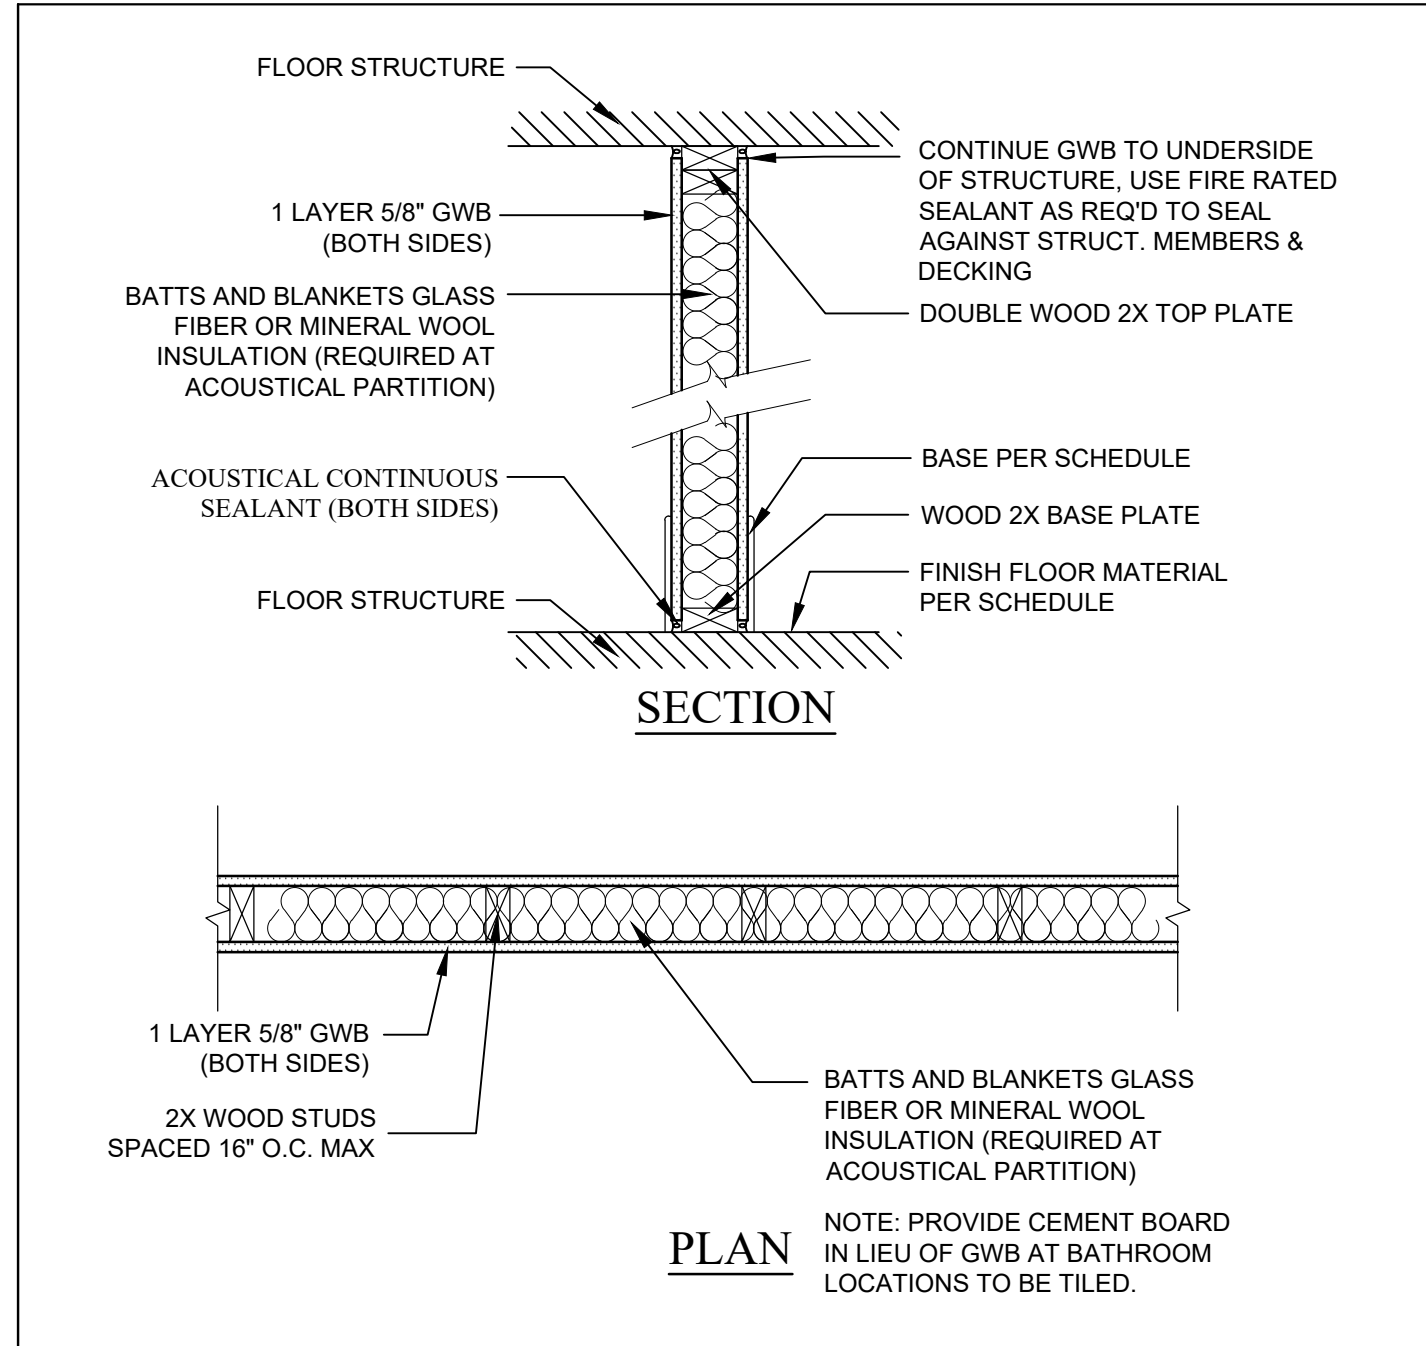 FLOOR STRUCTURE
1 LAYER 5/8" GWB
(BOTH SIDES)
BATTS AND BLANKETS GLASS
FIBER OR MINERAL WOOL
INSULATION (REQUIRED AT
ACOUSTICAL PARTITION)
ACOUSTICAL CONTINUOUS
SEALANT (BOTH SIDES)
FLOOR STRUCTURE
CONTINUE GWB TO UNDERSIDE
OF STRUCTURE, USE FIRE RATED
SEALANT AS REQ'D TO SEAL
AGAINST STRUCT. MEMBERS &
DECKING
DOUBLE WOOD 2X TOP PLATE
BASE PER SCHEDULE
WOOD 2X BASE PLATE
FINISH FLOOR MATERIAL
PER SCHEDULE
SECTION
1 LAYER 5/8" GWB
(BOTH SIDES)
2X WOOD STUDS
SPACED 16" O.C. MAX
BATTS AND BLANKETS GLASS
FIBER OR MINERAL WOOL
INSULATION (REQUIRED AT
ACOUSTICAL PARTITION)
PLAN
NOTE: PROVIDE CEMENT BOARD
IN LIEU OF GWB AT BATHROOM
LOCATIONS TO BE TILED.